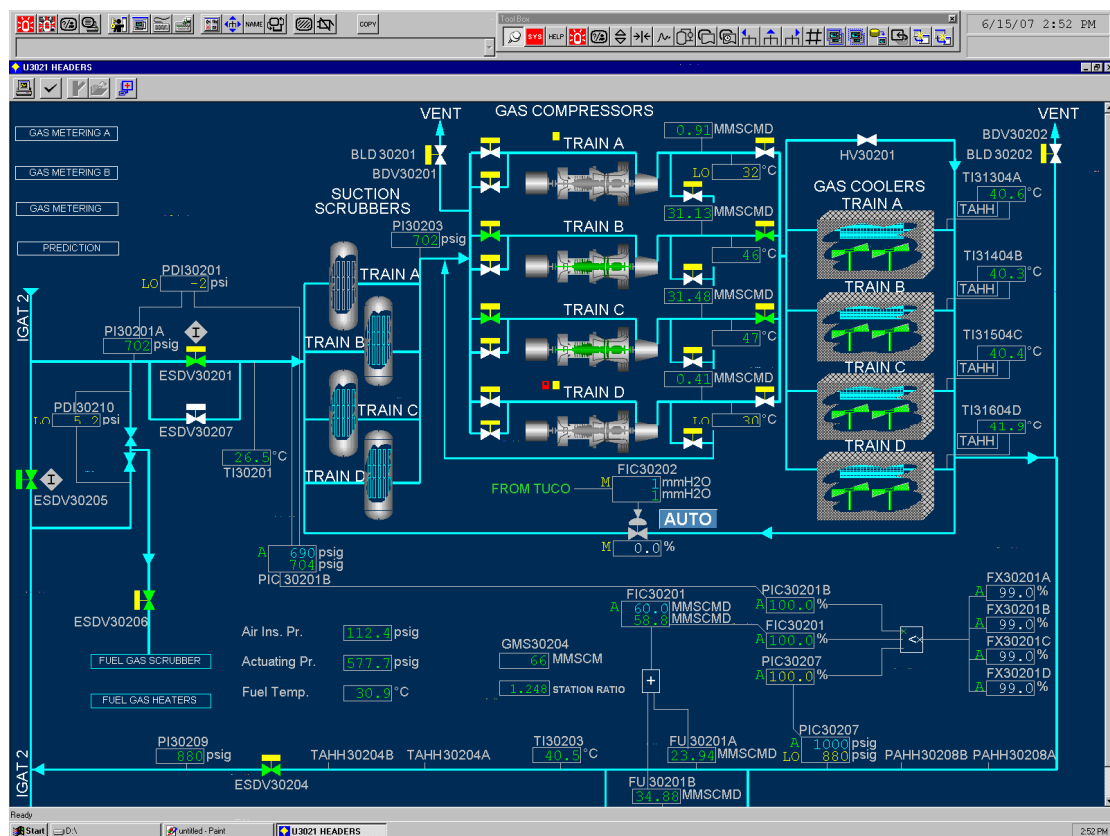 NAME
COPY
Tool Box
SYS
HELP
6/15/07 2:52 PM
U3021 HEADERS
GAS METERING A
GAS METERING B
GAS METERING
PREDICTION
VENT
BLD 30201
BDV30201
GAS COMPRESSORS
TRAIN A
0.91 MMSCMD
LO 32 °C
31.13 MMSCMD
TRAIN B
46 °C
31.48 MMSCMD
TRAIN C
47 °C
0.41 MMSCMD
TRAIN D
LO 30 °C
VENT
BDV30202
BLD 30202
HV30201
GAS COOLERS
TRAIN A
TRAIN B
TRAIN C
TRAIN D
TI31304A
40.6 °C
TAHH
TI31404B
40.3 °C
TAHH
TI31504C
40.4 °C
TAHH
TI31604D
41.9 °C
TAHH
SUCTION
SCRUBBERS
TRAIN A
TRAIN B
TRAIN C
TRAIN D
PI30203
702 psig
PDI30201
LO -2 psi
IGAT 2
PI30201A
702 psig
I
ESDV30201
PDI30210
LO 5.2 psi
ESDV30207
26.5 °C
TI30201
I
ESDV30205
FIC30202
FROM TUCO
M 1 mmH2O
1 mmH2O
AUTO
M 0.0 %
A 690 psig
704 psig
PIC30201B
ESDV30206
FUEL GAS SCRUBBER
FUEL GAS HEATERS
Air Ins. Pr. 112.4 psig
Actuating Pr. 577.7 psig
Fuel Temp. 30.9 °C
GMS30204
66 MMSCM
1.248 STATION RATIO
FIC30201
A 60.0 MMSCMD
58.8 MMSCMD
+
PIC30201B
A 100.0 %
FIC30201
A 100.0 %
PIC30207
A 100.0 %
<
FX30201A
A 99.0 %
FX30201B
A 99.0 %
FX30201C
A 99.0 %
FX30201D
A 99.0 %
IGAT 2
PI30209
880 psig
ESDV30204
TAHH30204B
TAHH30204A
TI30203
40.5 °C
FU30201A
23.94 MMSCMD
FU30201B
34.88 MMSCMD
PIC30207
A 1000 psig
LO 880 psig
PAHH30208B
PAHH30208A
Ready
Start
D:\
untitled - Paint
U3021 HEADERS
2:52 PM